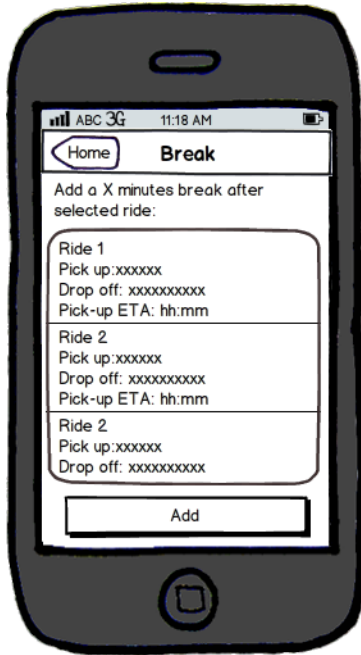 ABC 3G 11:18 AM
Home Break
Add a X minutes break after
selected ride:
Ride 1
Pick up:xxxxxx
Drop off: xxxxxxxxxx
Pick-up ETA: hh:mm
Ride 2
Pick up:xxxxxx
Drop off: xxxxxxxxxx
Pick-up ETA: hh:mm
Ride 2
Pick up:xxxxxx
Drop off: xxxxxxxxxx
Add